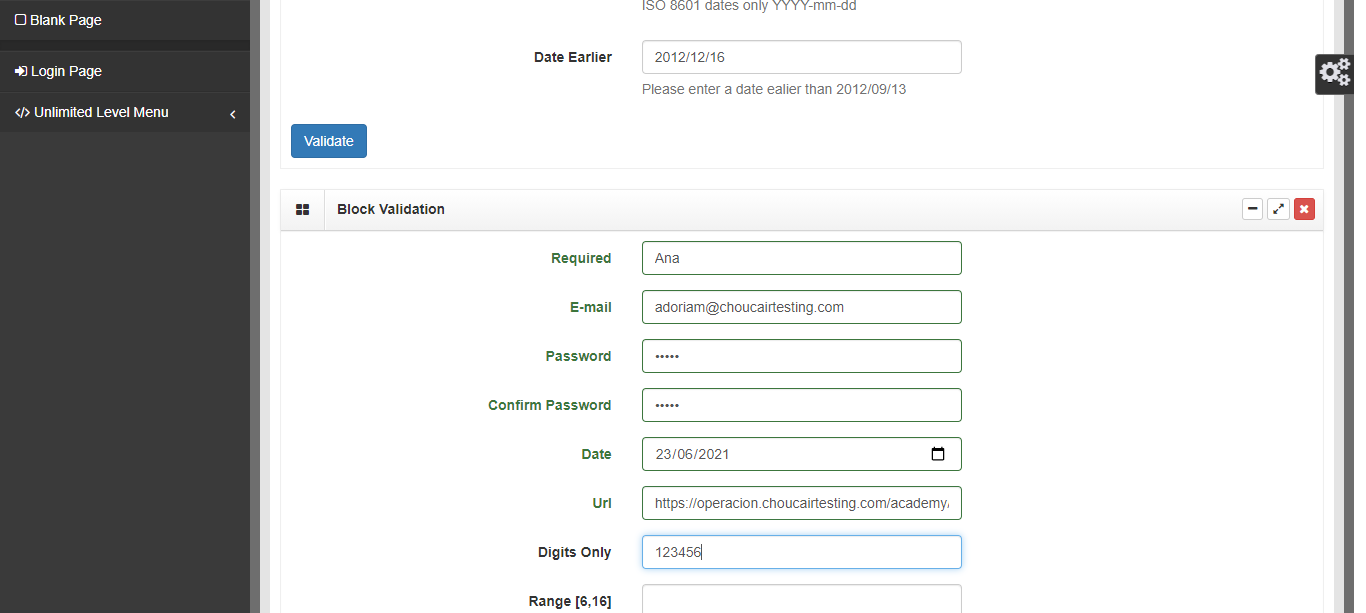 Blank Page
Login Page
Unlimited Level Menu
ISO 8601 dates only YYYY-mm-dd
Date Earlier 2012/12/16
Please enter a date ealier than 2012/09/13
Validate
Block Validation
Required Ana
E-mail adoriam@choucairtesting.com
Password •••••
Confirm Password •••••
Date 23/06/2021
Url https://operacion.choucairtesting.com/academy/
Digits Only 123456
Range [6,16]